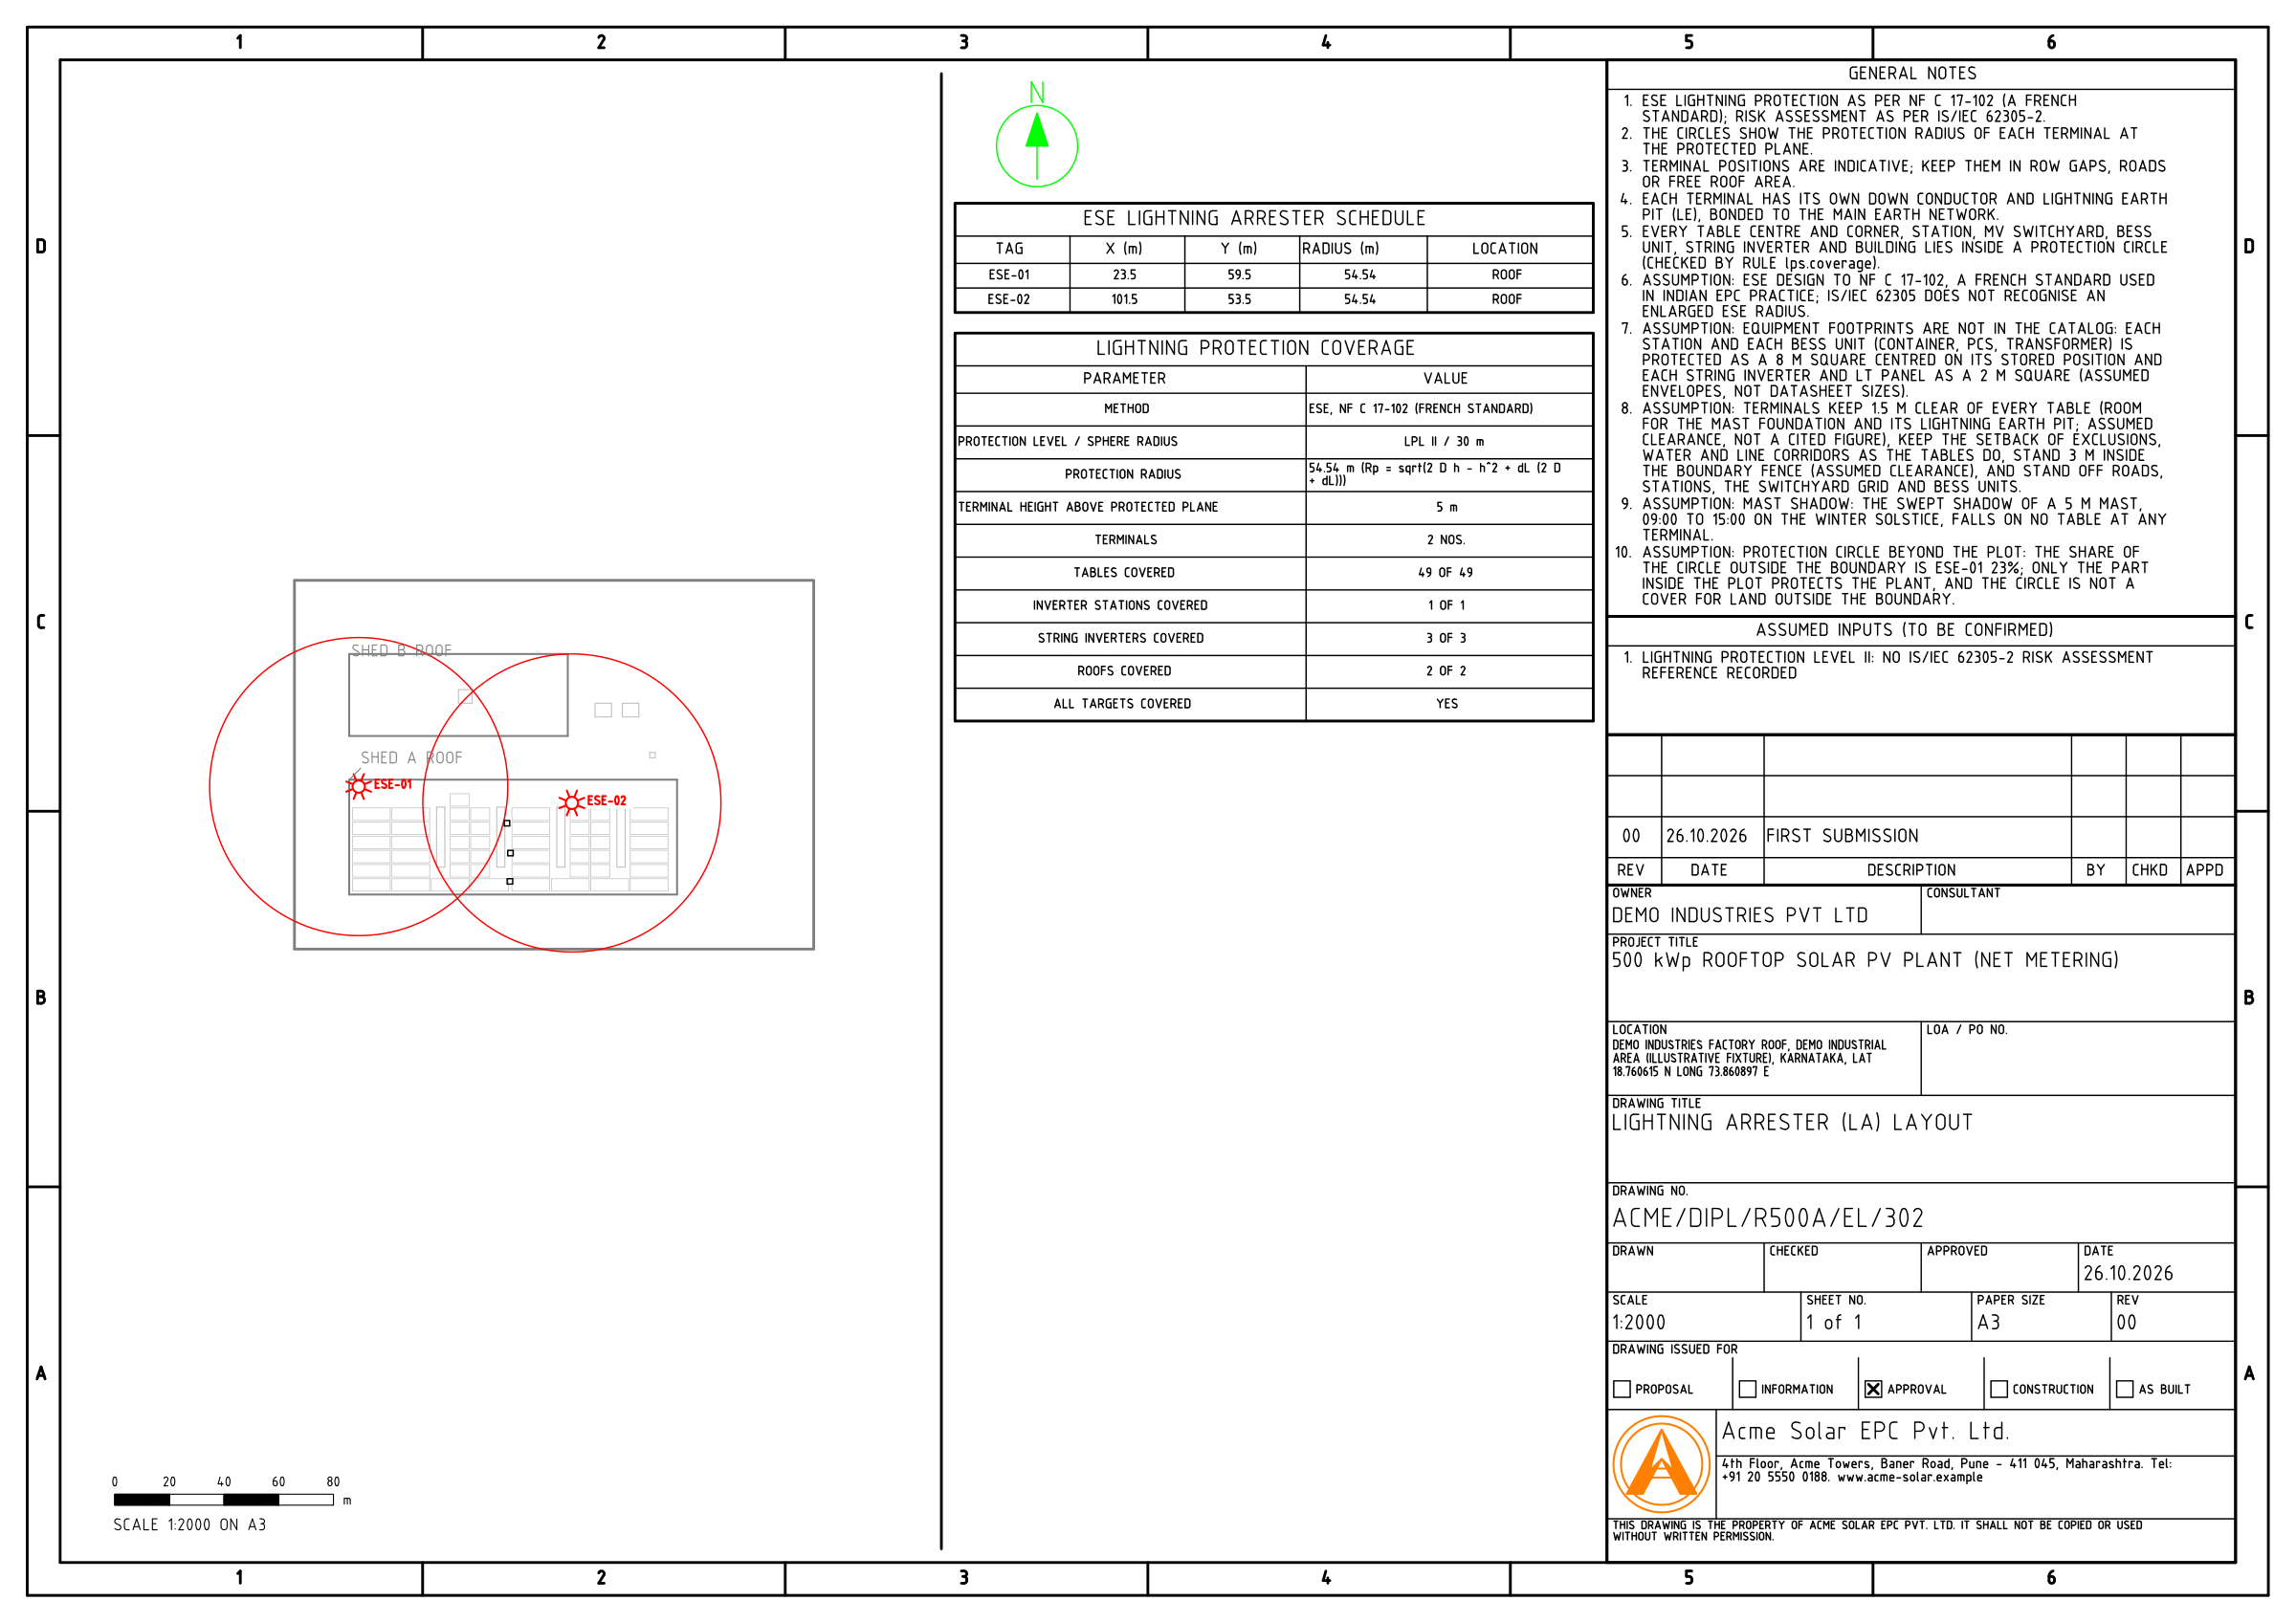 1 2 3 4 5 6
D D
C C
B B
A A
1 2 3 4 5 6
N
SHED B ROOF
SHED A ROOF
ESE-01
ESE-02
0 20 40 60 80 m
SCALE 1:2000 ON A3
ESE LIGHTNING ARRESTER SCHEDULE
TAG X (m) Y (m) RADIUS (m) LOCATION
ESE-01 23.5 59.5 54.54 ROOF
ESE-02 101.5 53.5 54.54 ROOF
LIGHTNING PROTECTION COVERAGE
PARAMETER VALUE
METHOD ESE, NF C 17-102 (FRENCH STANDARD)
PROTECTION LEVEL / SPHERE RADIUS LPL II / 30 m
PROTECTION RADIUS 54.54 m (Rp = sqrt(2 D h - h^2 + dL (2 D
+ dL)))
TERMINAL HEIGHT ABOVE PROTECTED PLANE 5 m
TERMINALS 2 NOS.
TABLES COVERED 49 OF 49
INVERTER STATIONS COVERED 1 OF 1
STRING INVERTERS COVERED 3 OF 3
ROOFS COVERED 2 OF 2
ALL TARGETS COVERED YES
GENERAL NOTES
1. ESE LIGHTNING PROTECTION AS PER NF C 17-102 (A FRENCH
STANDARD); RISK ASSESSMENT AS PER IS/IEC 62305-2.
2. THE CIRCLES SHOW THE PROTECTION RADIUS OF EACH TERMINAL AT
THE PROTECTED PLANE.
3. TERMINAL POSITIONS ARE INDICATIVE; KEEP THEM IN ROW GAPS, ROADS
OR FREE ROOF AREA.
4. EACH TERMINAL HAS ITS OWN DOWN CONDUCTOR AND LIGHTNING EARTH
PIT (LE), BONDED TO THE MAIN EARTH NETWORK.
5. EVERY TABLE CENTRE AND CORNER, STATION, MV SWITCHYARD, BESS
UNIT, STRING INVERTER AND BUILDING LIES INSIDE A PROTECTION CIRCLE
(CHECKED BY RULE lps.coverage).
6. ASSUMPTION: ESE DESIGN TO NF C 17-102, A FRENCH STANDARD USED
IN INDIAN EPC PRACTICE; IS/IEC 62305 DOES NOT RECOGNISE AN
ENLARGED ESE RADIUS.
7. ASSUMPTION: EQUIPMENT FOOTPRINTS ARE NOT IN THE CATALOG: EACH
STATION AND EACH BESS UNIT (CONTAINER, PCS, TRANSFORMER) IS
PROTECTED AS A 8 M SQUARE CENTRED ON ITS STORED POSITION AND
EACH STRING INVERTER AND LT PANEL AS A 2 M SQUARE (ASSUMED
ENVELOPES, NOT DATASHEET SIZES).
8. ASSUMPTION: TERMINALS KEEP 1.5 M CLEAR OF EVERY TABLE (ROOM
FOR THE MAST FOUNDATION AND ITS LIGHTNING EARTH PIT; ASSUMED
CLEARANCE, NOT A CITED FIGURE), KEEP THE SETBACK OF EXCLUSIONS,
WATER AND LINE CORRIDORS AS THE TABLES DO, STAND 3 M INSIDE
THE BOUNDARY FENCE (ASSUMED CLEARANCE), AND STAND OFF ROADS,
STATIONS, THE SWITCHYARD GRID AND BESS UNITS.
9. ASSUMPTION: MAST SHADOW: THE SWEPT SHADOW OF A 5 M MAST,
09:00 TO 15:00 ON THE WINTER SOLSTICE, FALLS ON NO TABLE AT ANY
TERMINAL.
10. ASSUMPTION: PROTECTION CIRCLE BEYOND THE PLOT: THE SHARE OF
THE CIRCLE OUTSIDE THE BOUNDARY IS ESE-01 23%; ONLY THE PART
INSIDE THE PLOT PROTECTS THE PLANT, AND THE CIRCLE IS NOT A
COVER FOR LAND OUTSIDE THE BOUNDARY.
ASSUMED INPUTS (TO BE CONFIRMED)
1. LIGHTNING PROTECTION LEVEL II: NO IS/IEC 62305-2 RISK ASSESSMENT
REFERENCE RECORDED
00 26.10.2026 FIRST SUBMISSION
REV DATE DESCRIPTION BY CHKD APPD
OWNER CONSULTANT
DEMO INDUSTRIES PVT LTD
PROJECT TITLE
500 kWp ROOFTOP SOLAR PV PLANT (NET METERING)
LOCATION LOA / PO NO.
DEMO INDUSTRIES FACTORY ROOF, DEMO INDUSTRIAL
AREA (ILLUSTRATIVE FIXTURE), KARNATAKA, LAT
18.760615 N LONG 73.860897 E
DRAWING TITLE
LIGHTNING ARRESTER (LA) LAYOUT
DRAWING NO.
ACME/DIPL/R500A/EL/302
DRAWN CHECKED APPROVED DATE
26.10.2026
SCALE SHEET NO. PAPER SIZE REV
1:2000 1 of 1 A3 00
DRAWING ISSUED FOR
PROPOSAL INFORMATION APPROVAL CONSTRUCTION AS BUILT
Acme Solar EPC Pvt. Ltd.
4th Floor, Acme Towers, Baner Road, Pune - 411 045, Maharashtra. Tel:
+91 20 5550 0188. www.acme-solar.example
THIS DRAWING IS THE PROPERTY OF ACME SOLAR EPC PVT. LTD. IT SHALL NOT BE COPIED OR USED
WITHOUT WRITTEN PERMISSION.